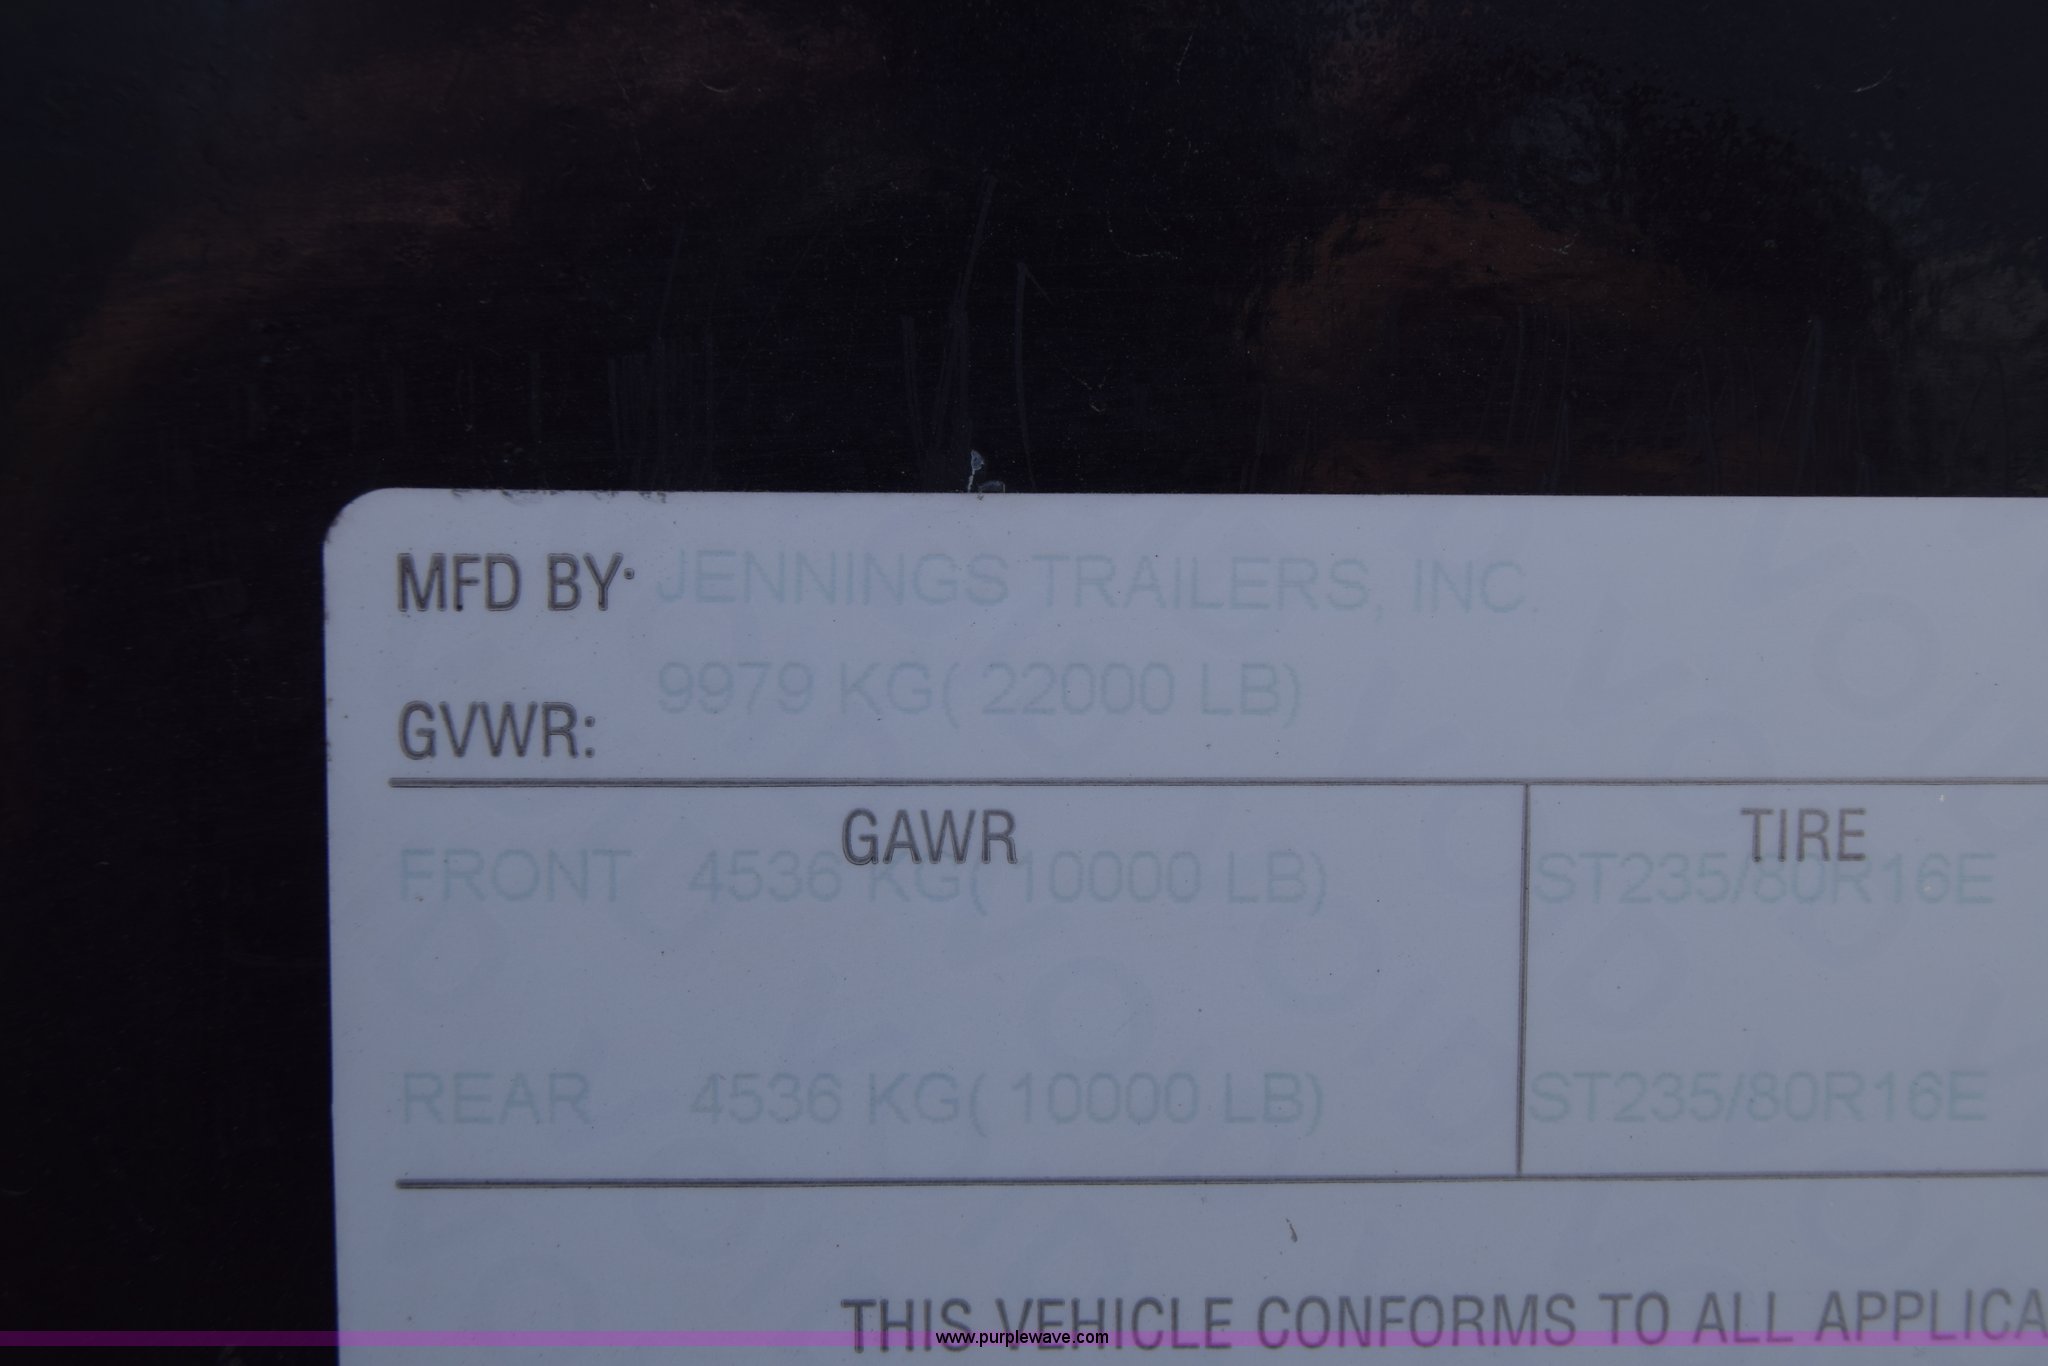 MFD BY: JENNINGS TRAILERS, INC.
GVWR: 9979 KG( 22000 LB)
GAWR TIRE
FRONT 4536 KG( 10000 LB) ST235/80R16E
REAR 4536 KG( 10000 LB) ST235/80R16E
THIS VEHICLE CONFORMS TO ALL APPLICA
www.purplewave.com